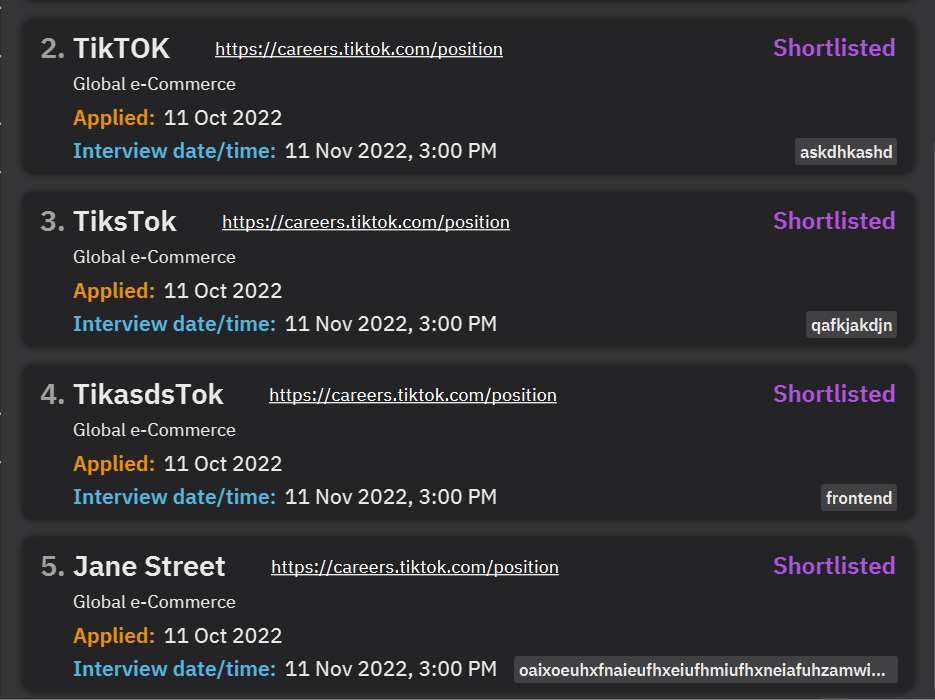 2. TikTOK https://careers.tiktok.com/position Shortlisted
Global e-Commerce
Applied: 11 Oct 2022
Interview date/time: 11 Nov 2022, 3:00 PM askdhkashd
3. TiksTok https://careers.tiktok.com/position Shortlisted
Global e-Commerce
Applied: 11 Oct 2022
Interview date/time: 11 Nov 2022, 3:00 PM qafkjakdjn
4. TikasdsTok https://careers.tiktok.com/position Shortlisted
Global e-Commerce
Applied: 11 Oct 2022
Interview date/time: 11 Nov 2022, 3:00 PM frontend
5. Jane Street https://careers.tiktok.com/position Shortlisted
Global e-Commerce
Applied: 11 Oct 2022
Interview date/time: 11 Nov 2022, 3:00 PM oaixoeuhxfnaieufhxeiufhmiufhxneiafuhzamwi...